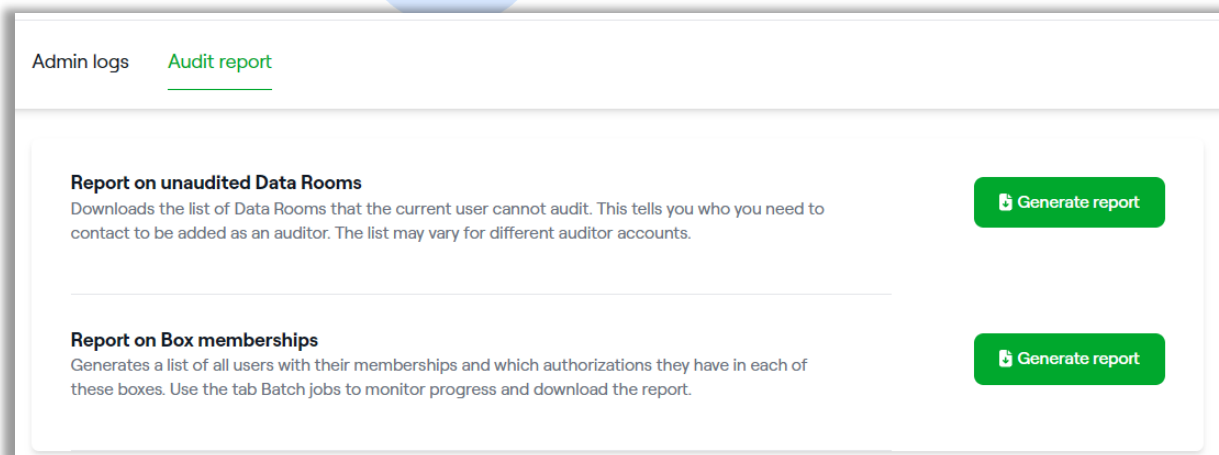 Admin logs Audit report
Report on unaudited Data Rooms
Downloads the list of Data Rooms that the current user cannot audit. This tells you who you need to
contact to be added as an auditor. The list may vary for different auditor accounts.
Generate report
Report on Box memberships
Generates a list of all users with their memberships and which authorizations they have in each of
these boxes. Use the tab Batch jobs to monitor progress and download the report.
Generate report